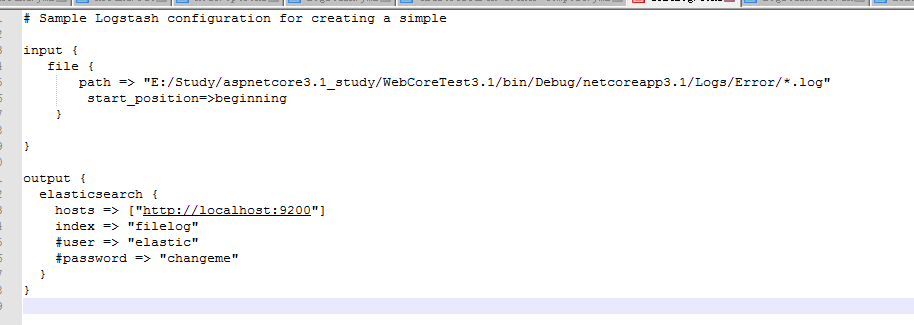 # Sample Logstash configuration for creating a simple
input {
file {
path => "E:/Study/aspnetcore3.1_study/WebCoreTest3.1/bin/Debug/netcoreapp3.1/Logs/Error/*.log"
start_position=>beginning
}
}
output {
elasticsearch {
hosts => ["http://localhost:9200"]
index => "filelog"
#user => "elastic"
#password => "changeme"
}
}